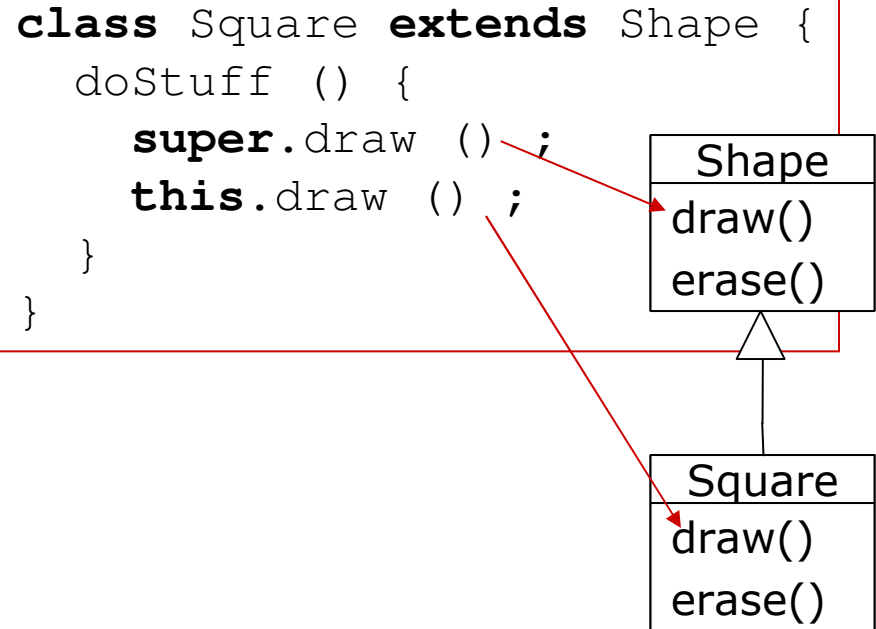 class Square extends Shape {
doStuff () {
super.draw () ;
this.draw () ;
}
}
Shape
draw()
erase()
Square
draw()
erase()